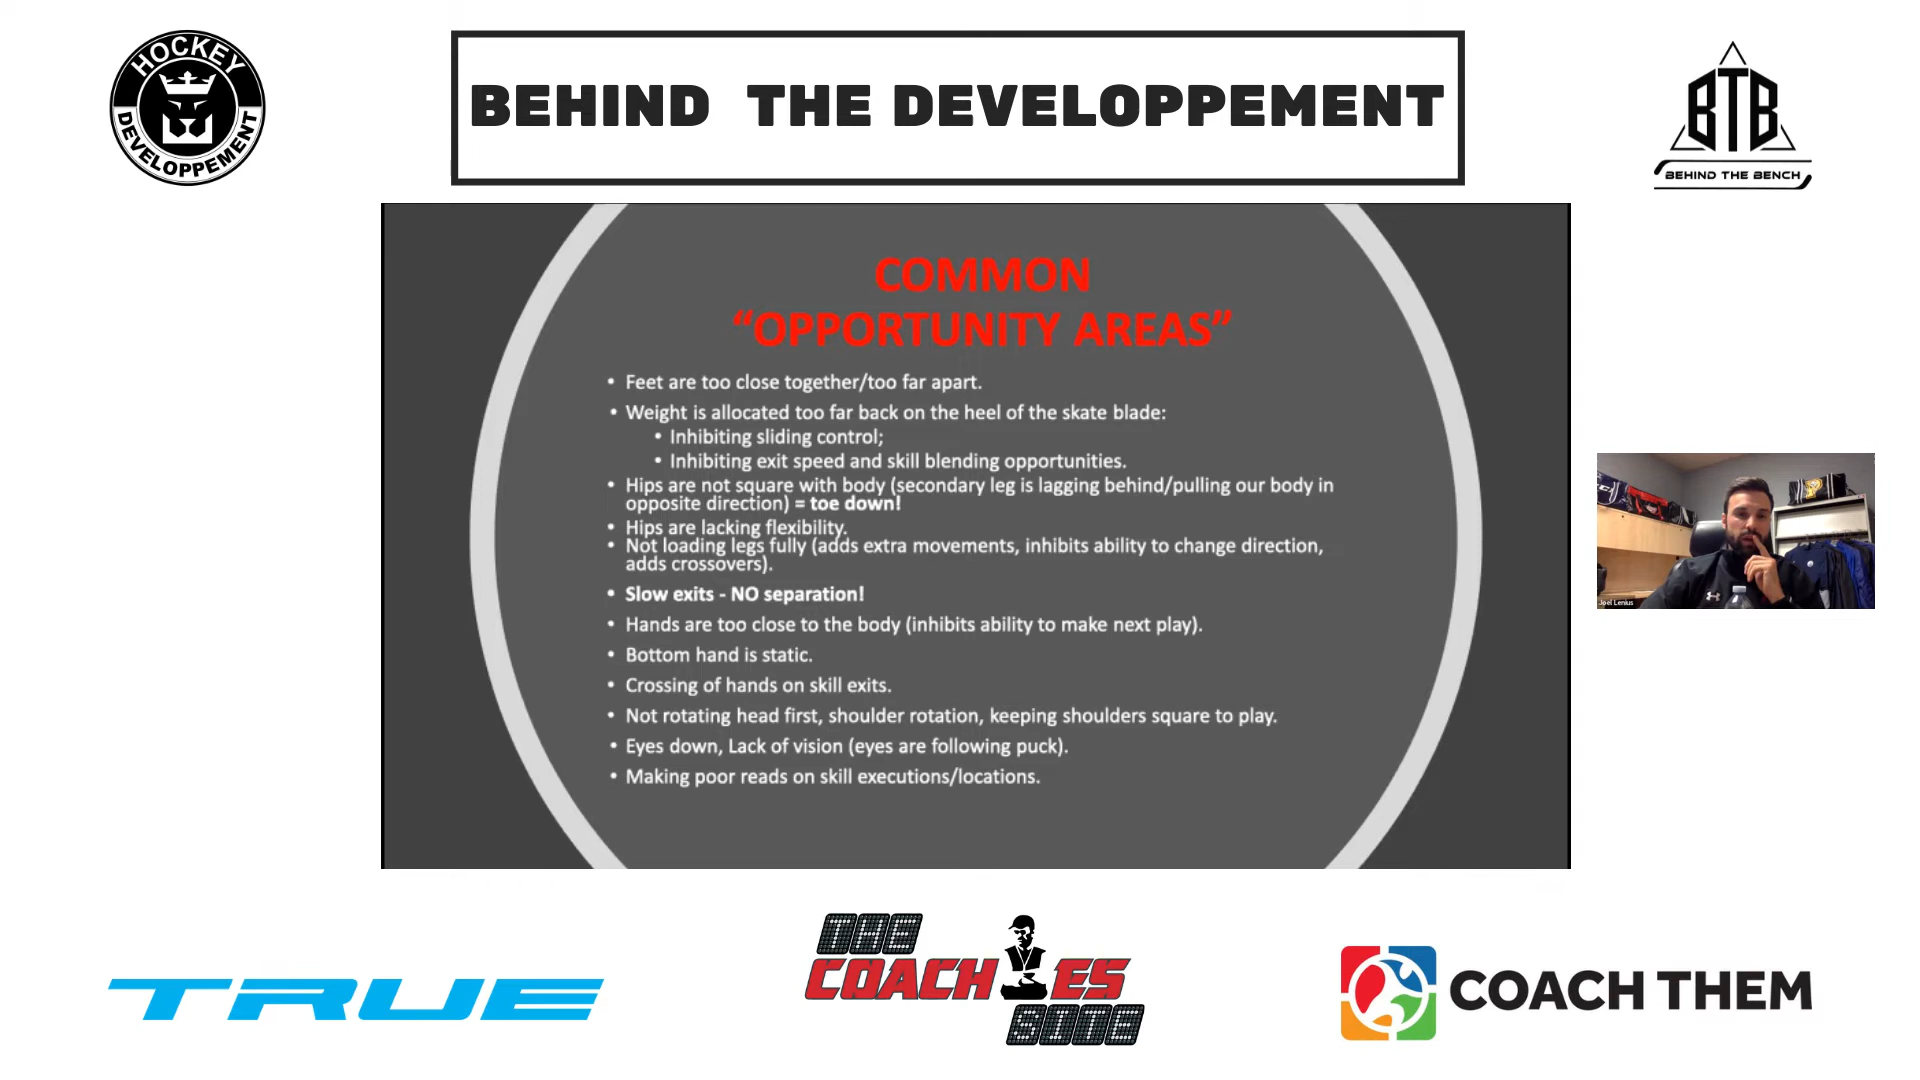 HOCKEY
DEVELOPPEMENT
BEHIND THE DEVELOPPEMENT
BTB
BEHIND THE BENCH
COMMON
“OPPORTUNITY AREAS”
• Feet are too close together/too far apart.
• Weight is allocated too far back on the heel of the skate blade:
• Inhibiting sliding control;
• Inhibiting exit speed and skill blending opportunities.
• Hips are not square with body (secondary leg is lagging behind/pulling our body in
opposite direction) = toe down!
• Hips are lacking flexibility.
• Not loading legs fully (adds extra movements, inhibits ability to change direction,
adds crossovers).
• Slow exits - NO separation!
• Hands are too close to the body (inhibits ability to make next play).
• Bottom hand is static.
• Crossing of hands on skill exits.
• Not rotating head first, shoulder rotation, keeping shoulders square to play.
• Eyes down, Lack of vision (eyes are following puck).
• Making poor reads on skill executions/locations.
Joel Lenius
TRUE
THE
COACHES
SITE
COACH THEM